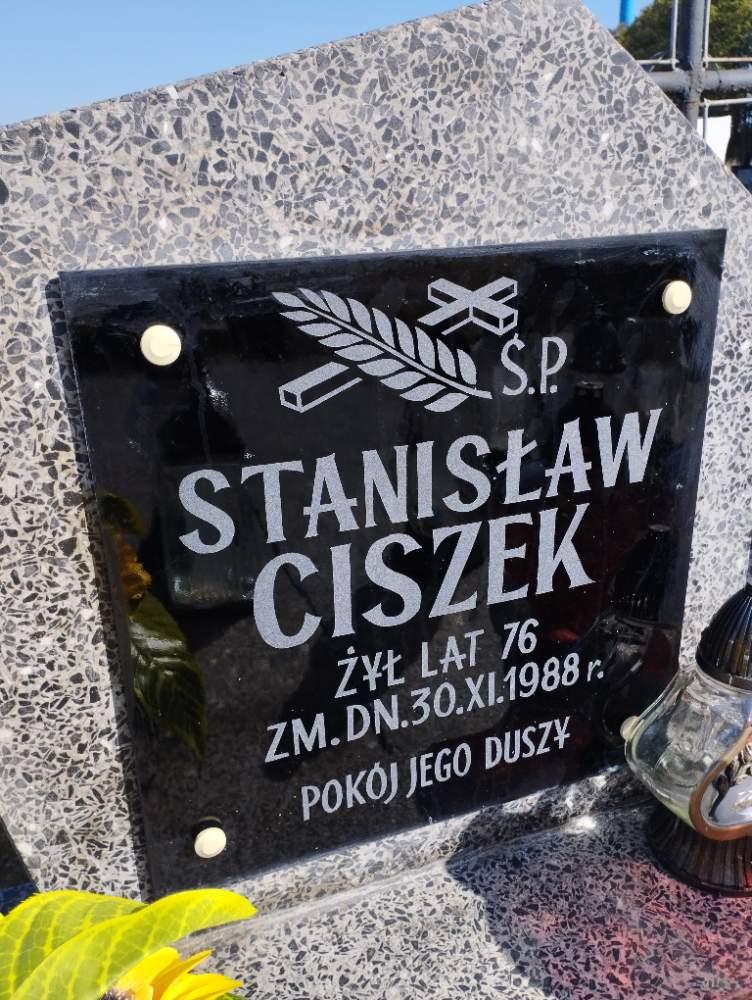 Ś.P.
STANISŁAW
CISZEK
ŻYŁ LAT 76
ZM. DN. 30.XI.1988 r.
POKÓJ JEGO DUSZY